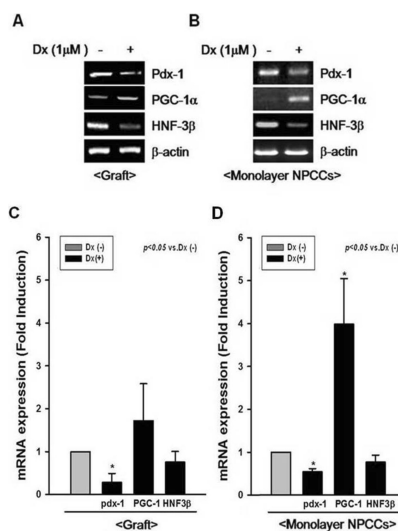 A
B
Dx (1μM) - +
Dx (1μM ) - +
Pdx-1
PGC-1α
HNF-3β
β-actin
<Graft>
Pdx-1
PGC-1α
HNF-3β
β-actin
<Monolayer NPCCs>
C
Dx (-)
Dx(+)
p<0.05 vs.Dx (-)
mRNA expression (Fold Induction)
6
5
4
3
2
1
0
*
pdx-1 PGC-1 HNF3β
<Graft>
D
Dx (-)
Dx(+)
p<0.05 vs.Dx (-)
mRNA expression (Fold Induction)
6
5
4
3
2
1
0
*
*
pdx-1 PGC-1 HNF3β
<Monolayer NPCCs>